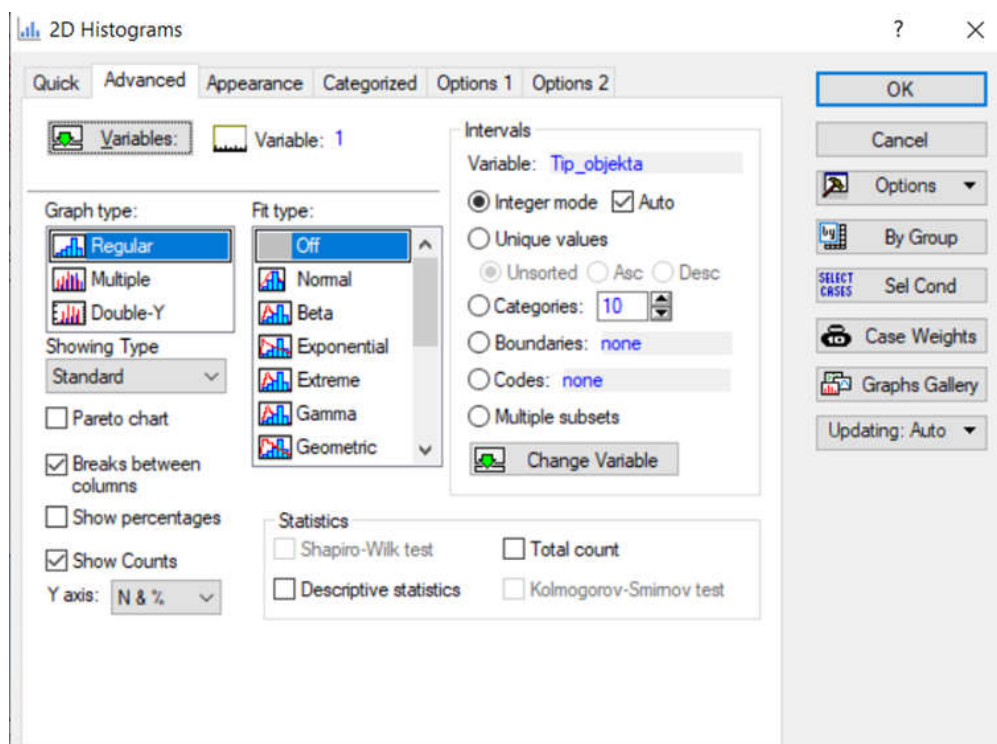 2D Histograms
?
Quick Advanced Appearance Categorized Options 1 Options 2
Variables: Variable: 1
Graph type:
Regular
Multiple
Double-Y
Showing Type
Standard
Pareto chart
Breaks between
columns
Show percentages
Show Counts
Y axis: N & %
Fit type:
Off
Normal
Beta
Exponential
Extreme
Gamma
Geometric
Intervals
Variable: Tip_objekta
Integer mode Auto
Unique values
Unsorted Asc Desc
Categories: 10
Boundaries: none
Codes: none
Multiple subsets
Change Variable
Statistics
Shapiro-Wilk test Total count
Descriptive statistics Kolmogorov-Smirnov test
OK
Cancel
Options
by By Group
SELECT
CASES Sel Cond
Case Weights
Graphs Gallery
Updating: Auto